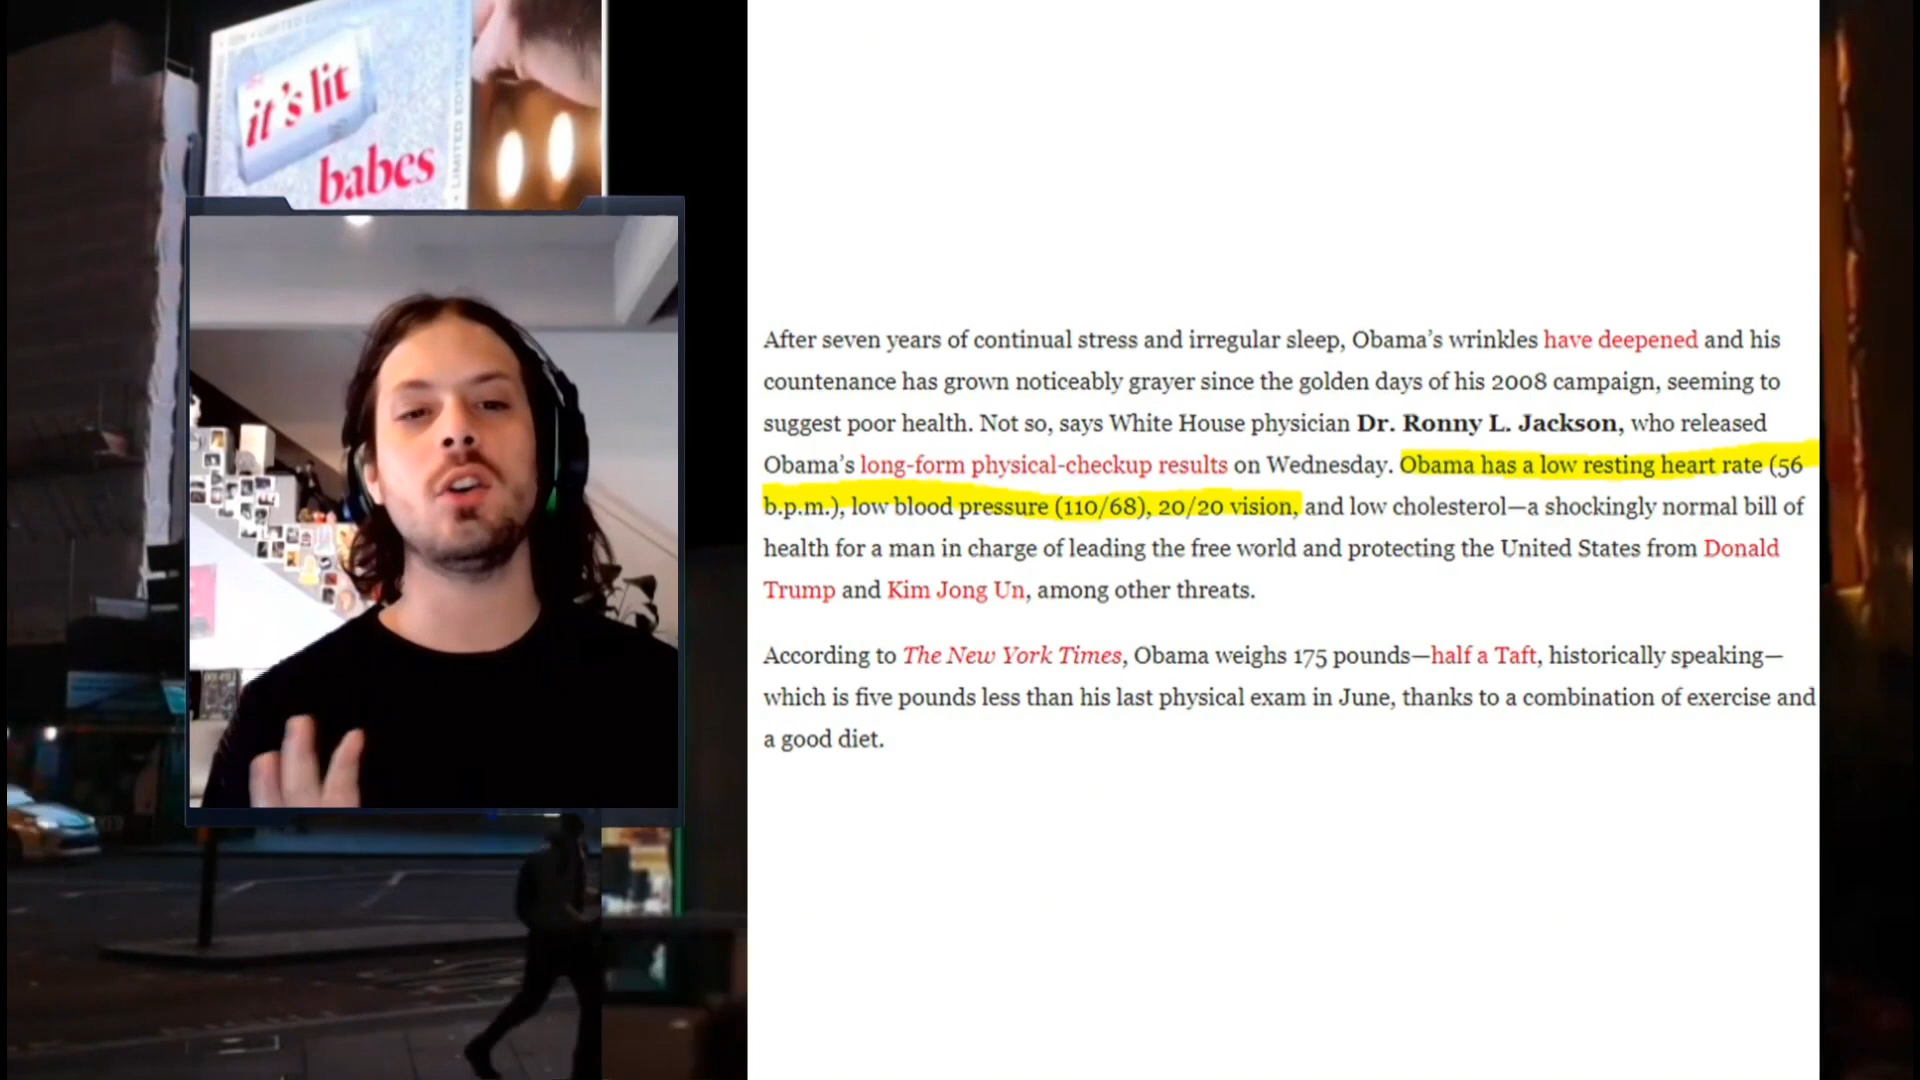 it's lit
babes
LIMITED EDITION
After seven years of continual stress and irregular sleep, Obama’s wrinkles have deepened and his
countenance has grown noticeably grayer since the golden days of his 2008 campaign, seeming to
suggest poor health. Not so, says White House physician Dr. Ronny L. Jackson, who released
Obama’s long-form physical-checkup results on Wednesday. Obama has a low resting heart rate (56
b.p.m.), low blood pressure (110/68), 20/20 vision, and low cholesterol—a shockingly normal bill of
health for a man in charge of leading the free world and protecting the United States from Donald
Trump and Kim Jong Un, among other threats.
According to The New York Times, Obama weighs 175 pounds—half a Taft, historically speaking—
which is five pounds less than his last physical exam in June, thanks to a combination of exercise and
a good diet.